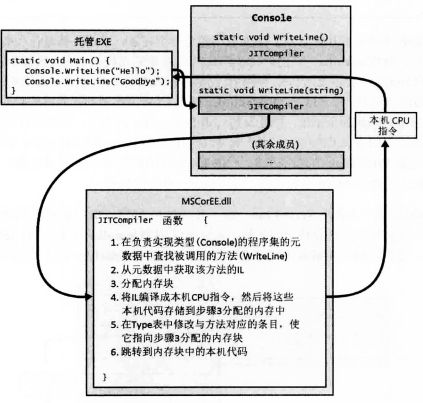 Console
static void WriteLine()
JITCompiler
static void WriteLine(string)
JITCompiler
(其余成员)
...
托管 EXE
static void Main() {
Console.WriteLine("Hello");
Console.WriteLine("Goodbye");
}
本机 CPU
指令
MSCorEE.dll
JITCompiler 函数 {
1. 在负责实现类型(Console)的程序集的元
数据中查找被调用的方法(WriteLine)
2. 从元数据中获取该方法的IL
3. 分配内存块
4. 将IL编译成本机CPU指令，然后将这些
本机代码存储到步骤3分配的内存中
5. 在Type表中修改与方法对应的条目，使
它指向步骤3分配的内存块
6. 跳转到内存块中的本机代码
}